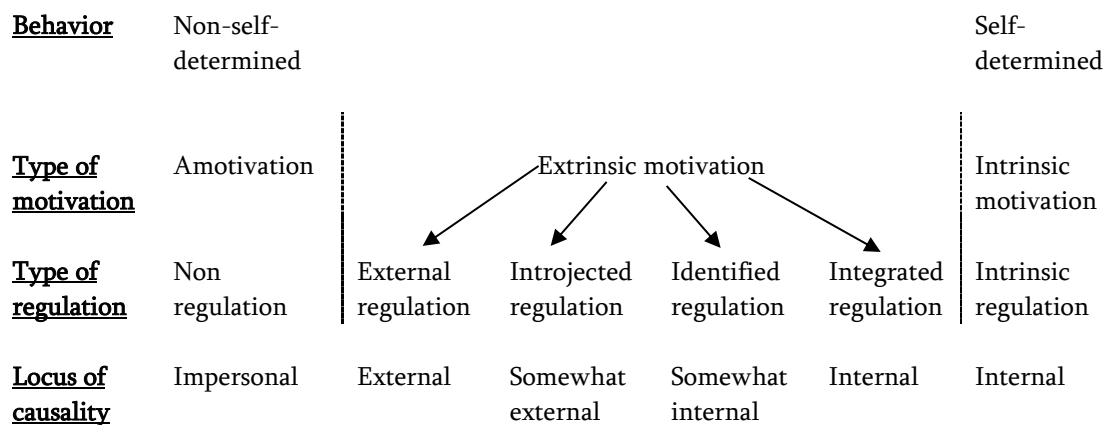 Behavior Non-self- Self-
determined determined
Type of Amotivation Extrinsic motivation Intrinsic
motivation motivation
Type of Non External Introjected Identified Integrated Intrinsic
regulation regulation regulation regulation regulation regulation regulation
Locus of Impersonal External Somewhat Somewhat Internal Internal
causality external internal